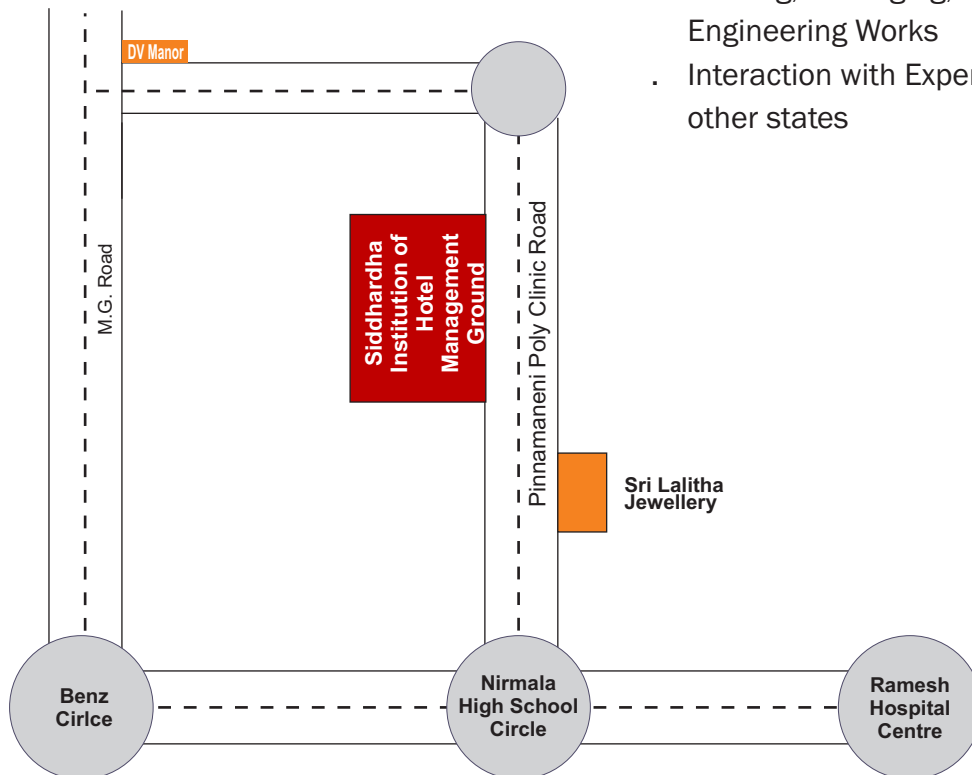 Engineering Works
. Interaction with Exper
other states
DV Manor
M.G. Road
Siddhardha
Institution of
Hotel
Management
Ground
Pinnamaneni Poly Clinic Road
Sri Lalitha
Jewellery
Benz
Cirlce
Nirmala
High School
Circle
Ramesh
Hospital
Centre